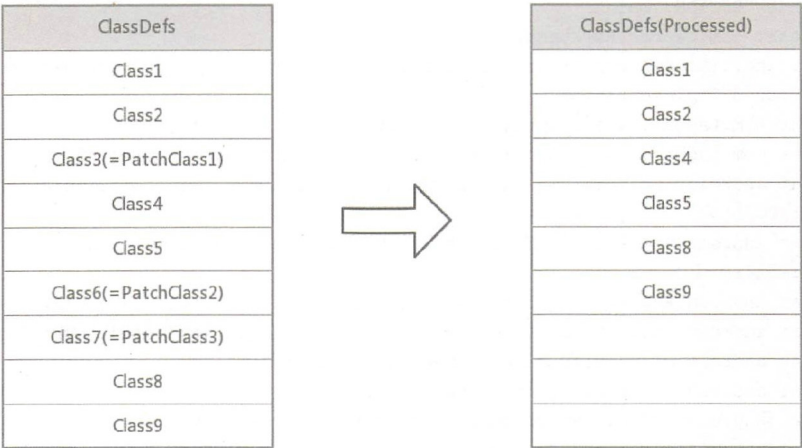 ClassDefs
Class1
Class2
Class3(=PatchClass1)
Class4
Class5
Class6(=PatchClass2)
Class7(=PatchClass3)
Class8
Class9
ClassDefs(Processed)
Class1
Class2
Class4
Class5
Class8
Class9